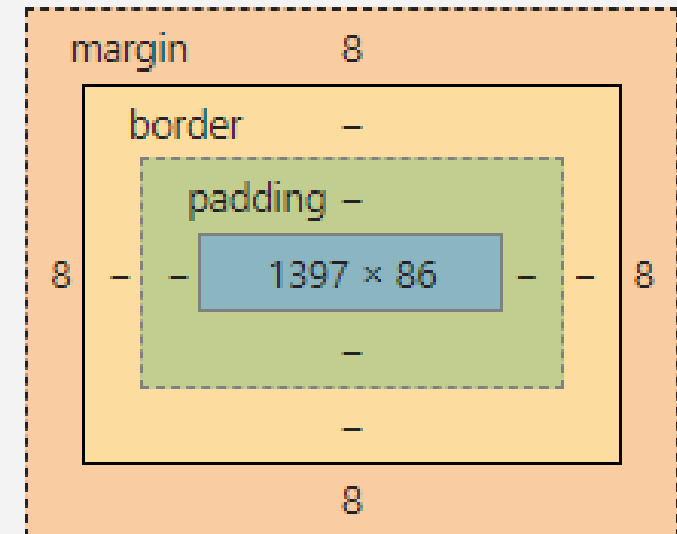 margin 8
border –
padding –
8 – – 1397 × 86 – – 8
–
–
8